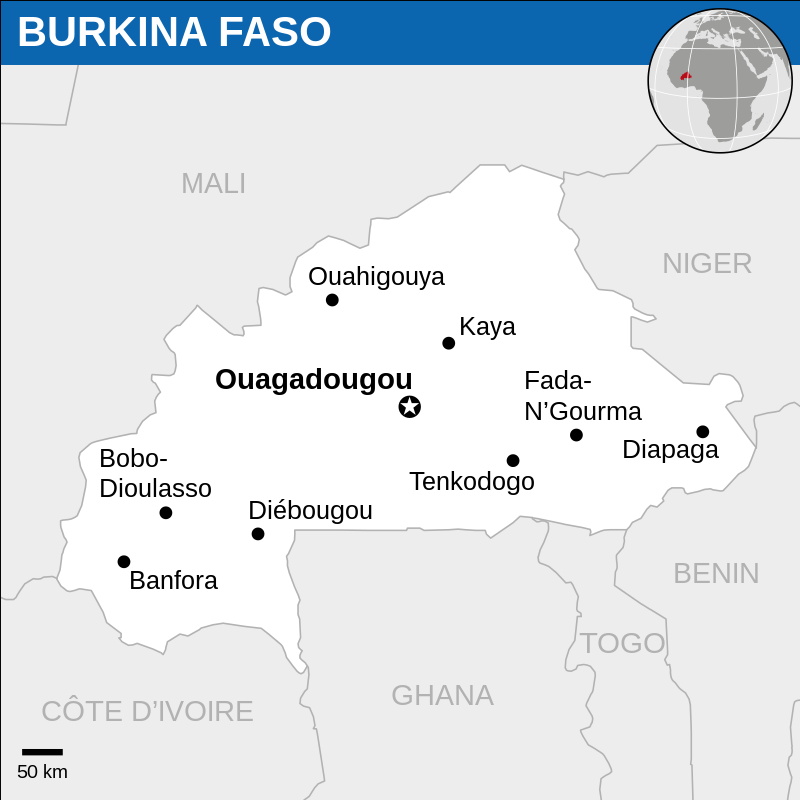 BURKINA FASO
MALI
NIGER
Ouahigouya
Kaya
Ouagadougou
Fada-
N’Gourma
Diapaga
Bobo-
Dioulasso
Tenkodogo
Diébougou
Banfora
BENIN
TOGO
GHANA
CÔTE D’IVOIRE
50 km